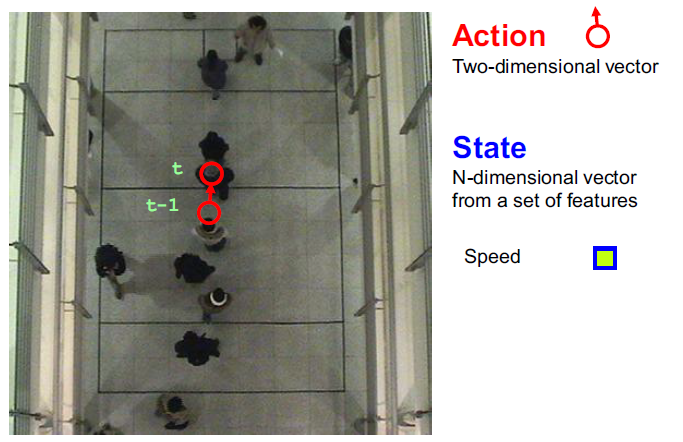 Action
Two-dimensional vector
State
N-dimensional vector
from a set of features
Speed
t
t-1